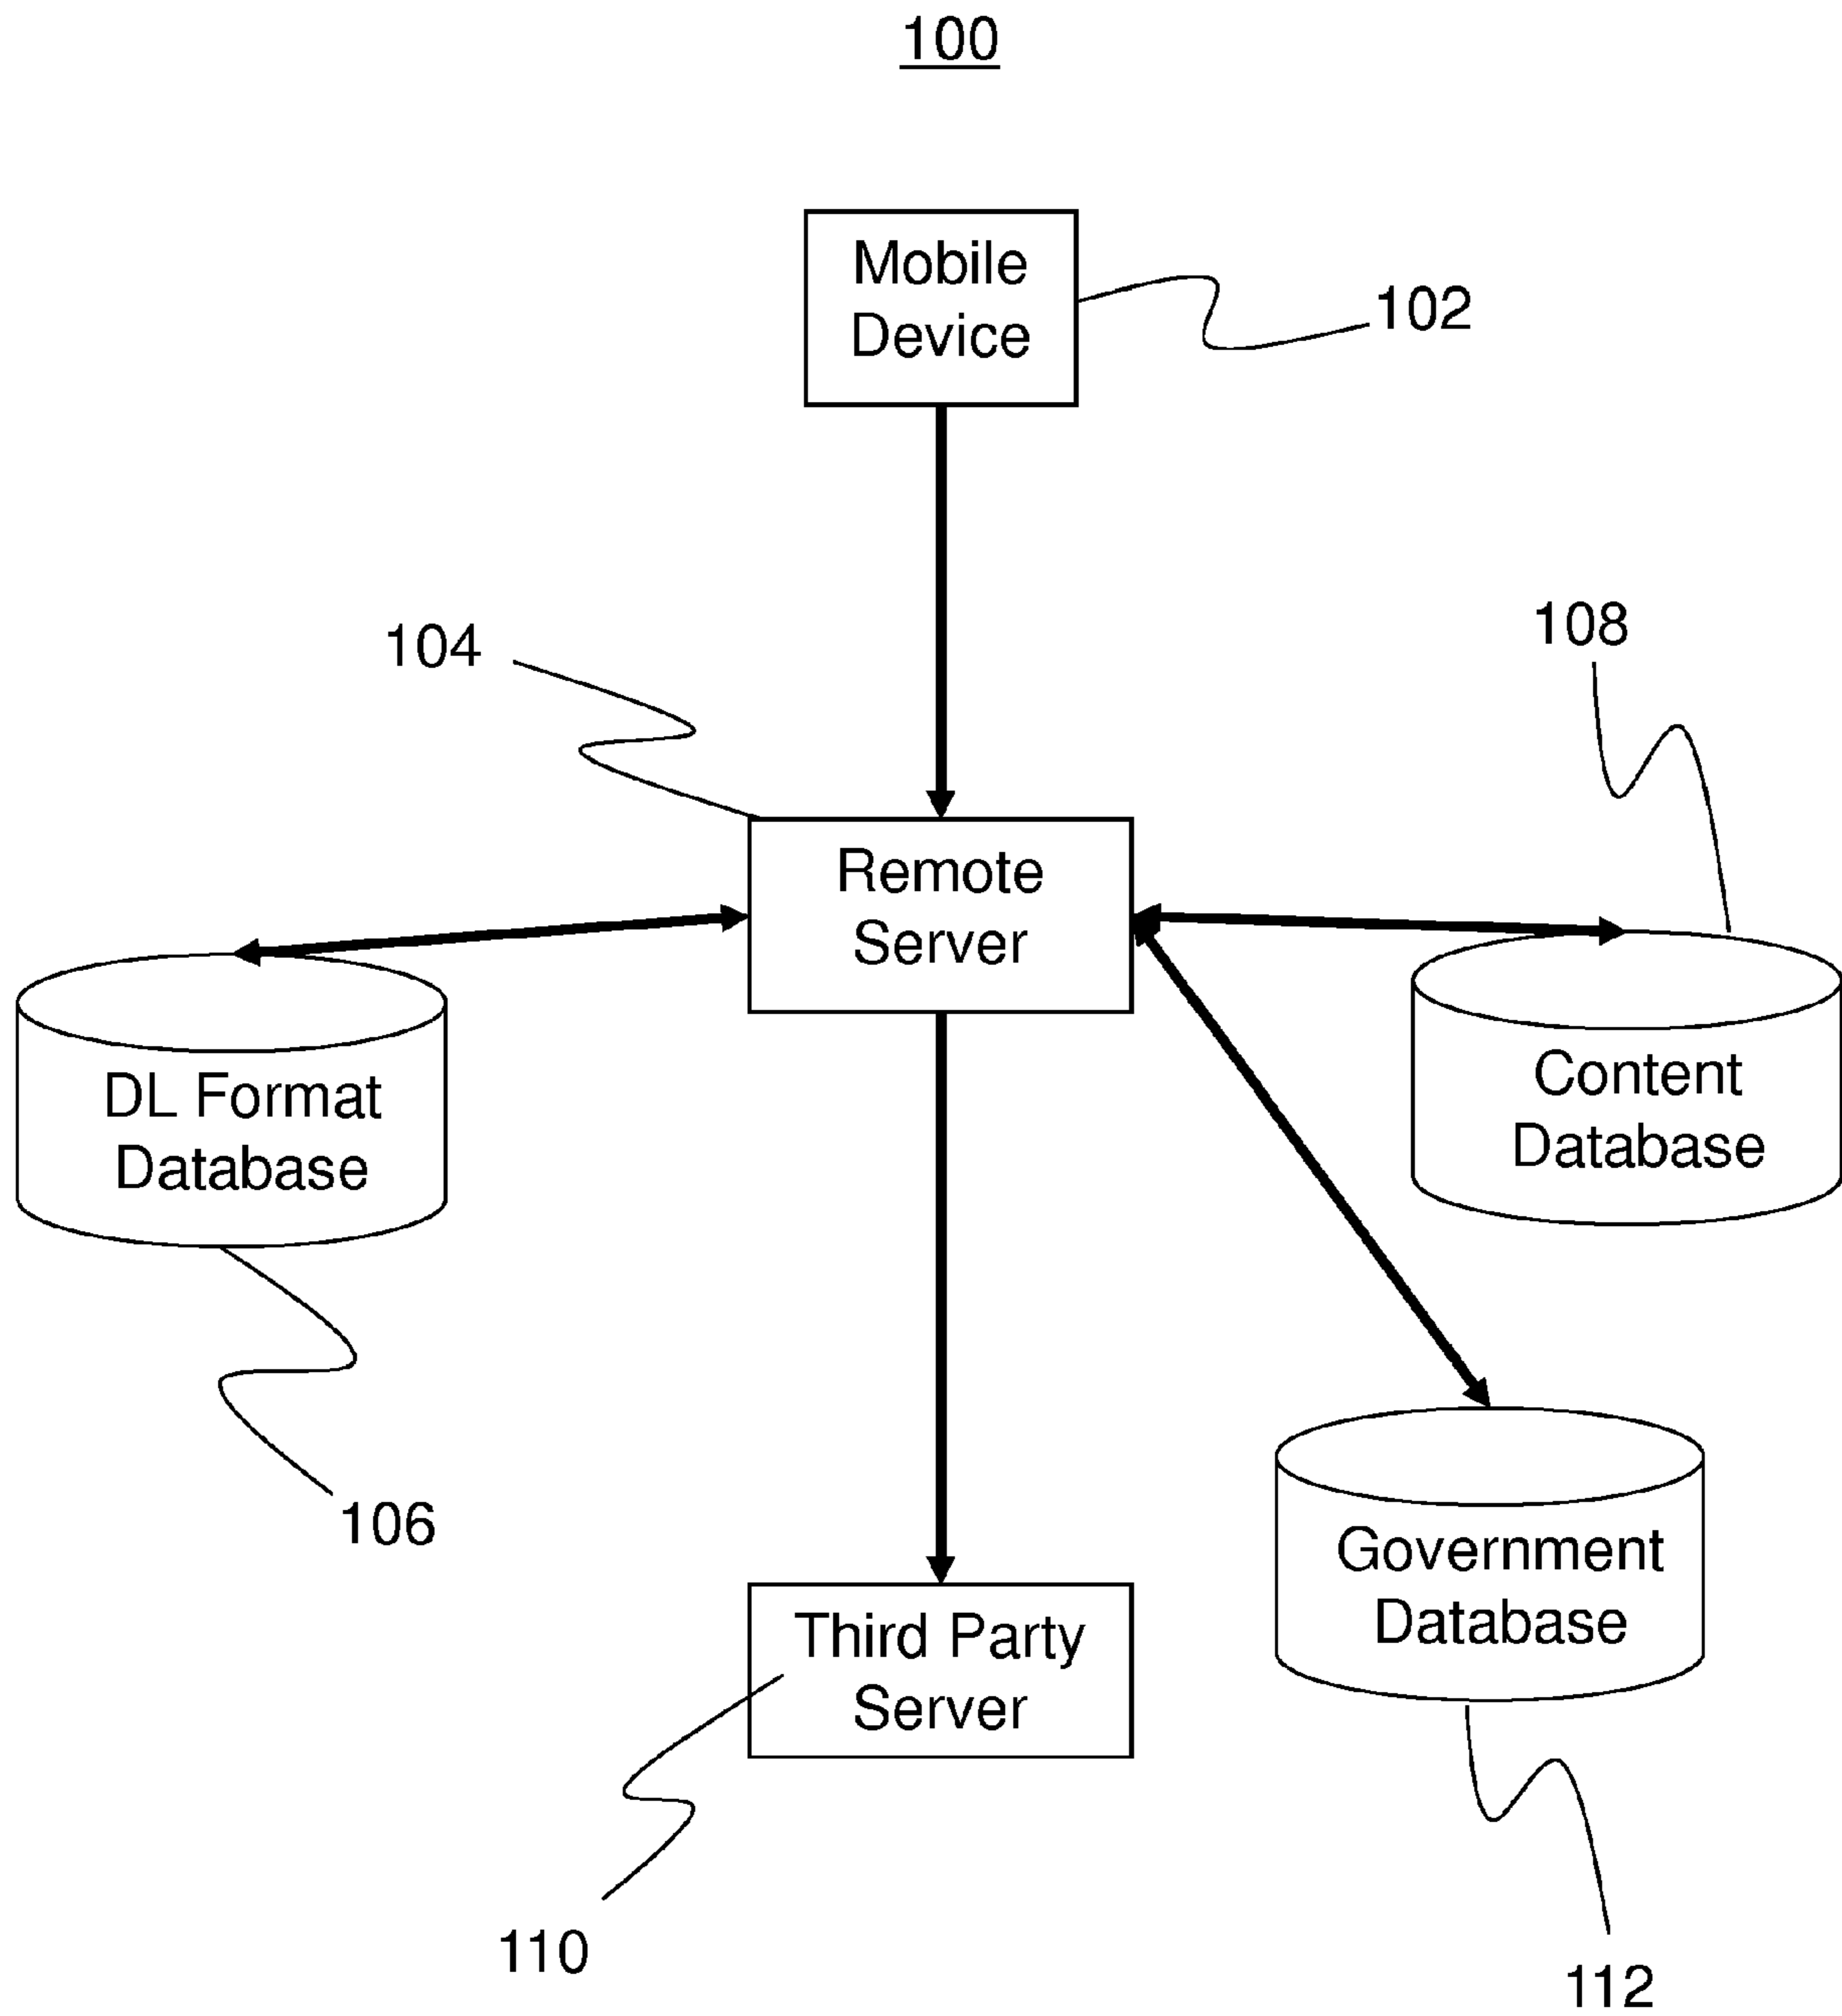 100
Mobile
Device
102
104
108
Remote
Server
DL Format
Database
Content
Database
106
Government
Database
Third Party
Server
110
112